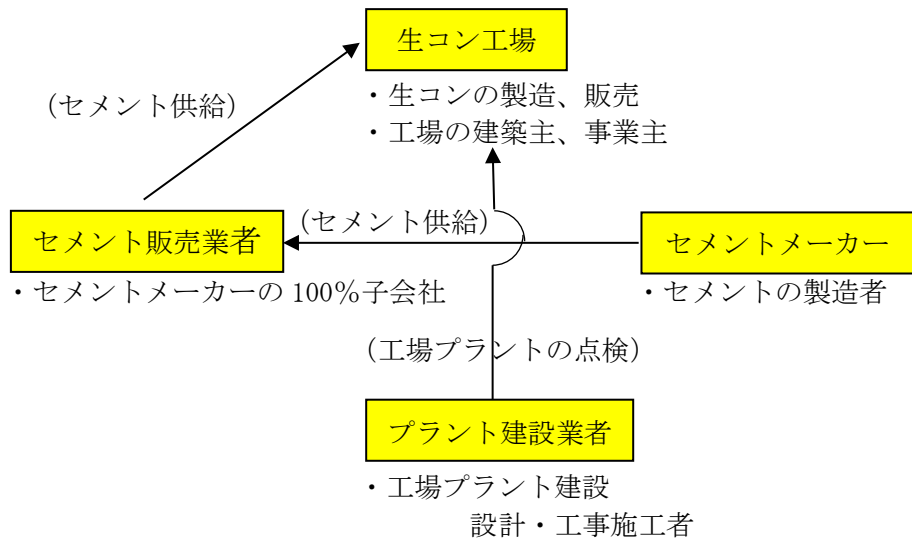 生コン工場
(セメント供給)
・生コンの製造、販売
・工場の建築主、事業主
セメント販売業者
(セメント供給)
セメントメーカー
・セメントメーカーの 100%子会社
・セメントの製造者
(工場プラントの点検)
プラント建設業者
・工場プラント建設
設計・工事施工者